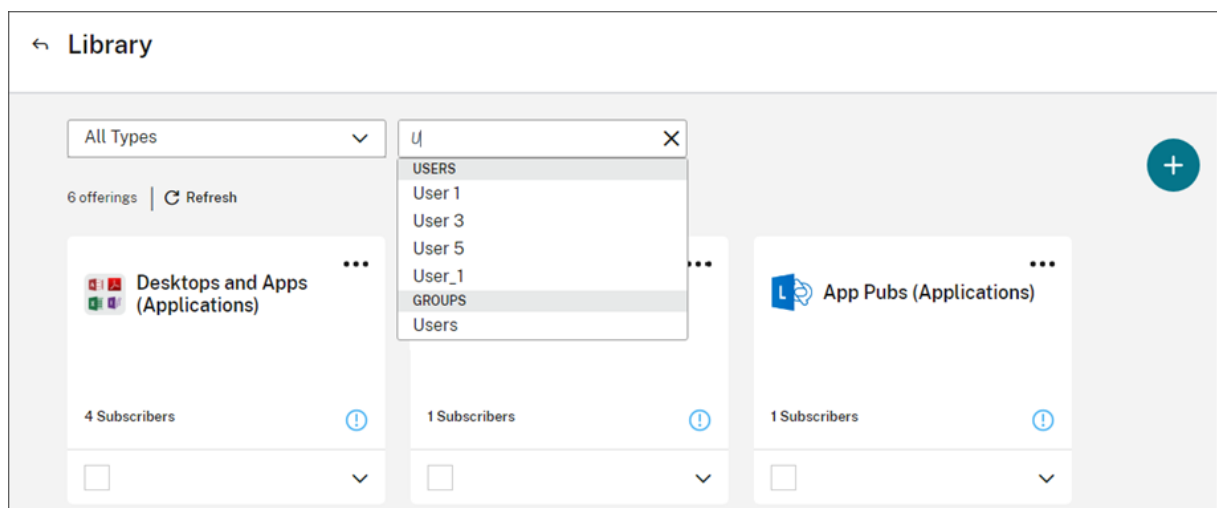 Library
All Types
U
USERS
User 1
User 3
User 5
User_1
GROUPS
Users
6 offerings
Refresh
Desktops and Apps
(Applications)
App Pubs (Applications)
4 Subscribers
1 Subscribers
1 Subscribers